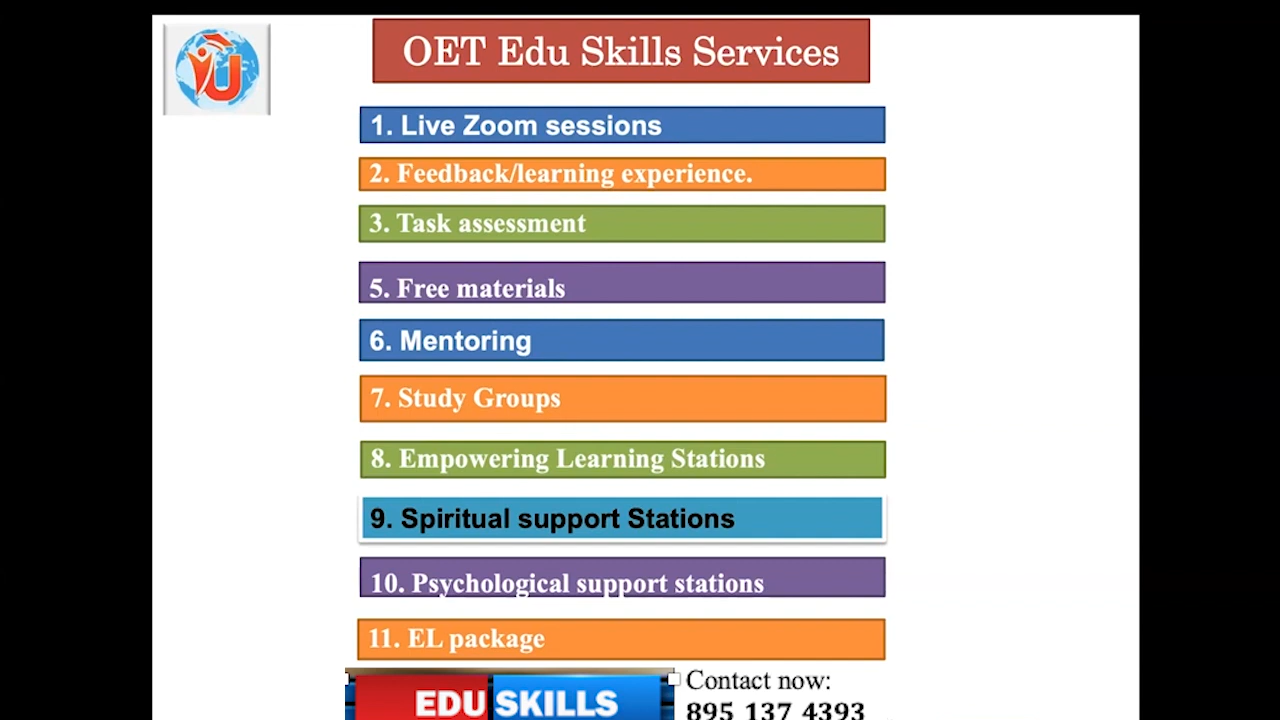 U
OET Edu Skills Services
1. Live Zoom sessions
2. Feedback/learning experience.
3. Task assessment
5. Free materials
6. Mentoring
7. Study Groups
8. Empowering Learning Stations
9. Spiritual support Stations
10. Psychological support stations
11. EL package
EDU SKILLS
Contact now:
895 137 4393